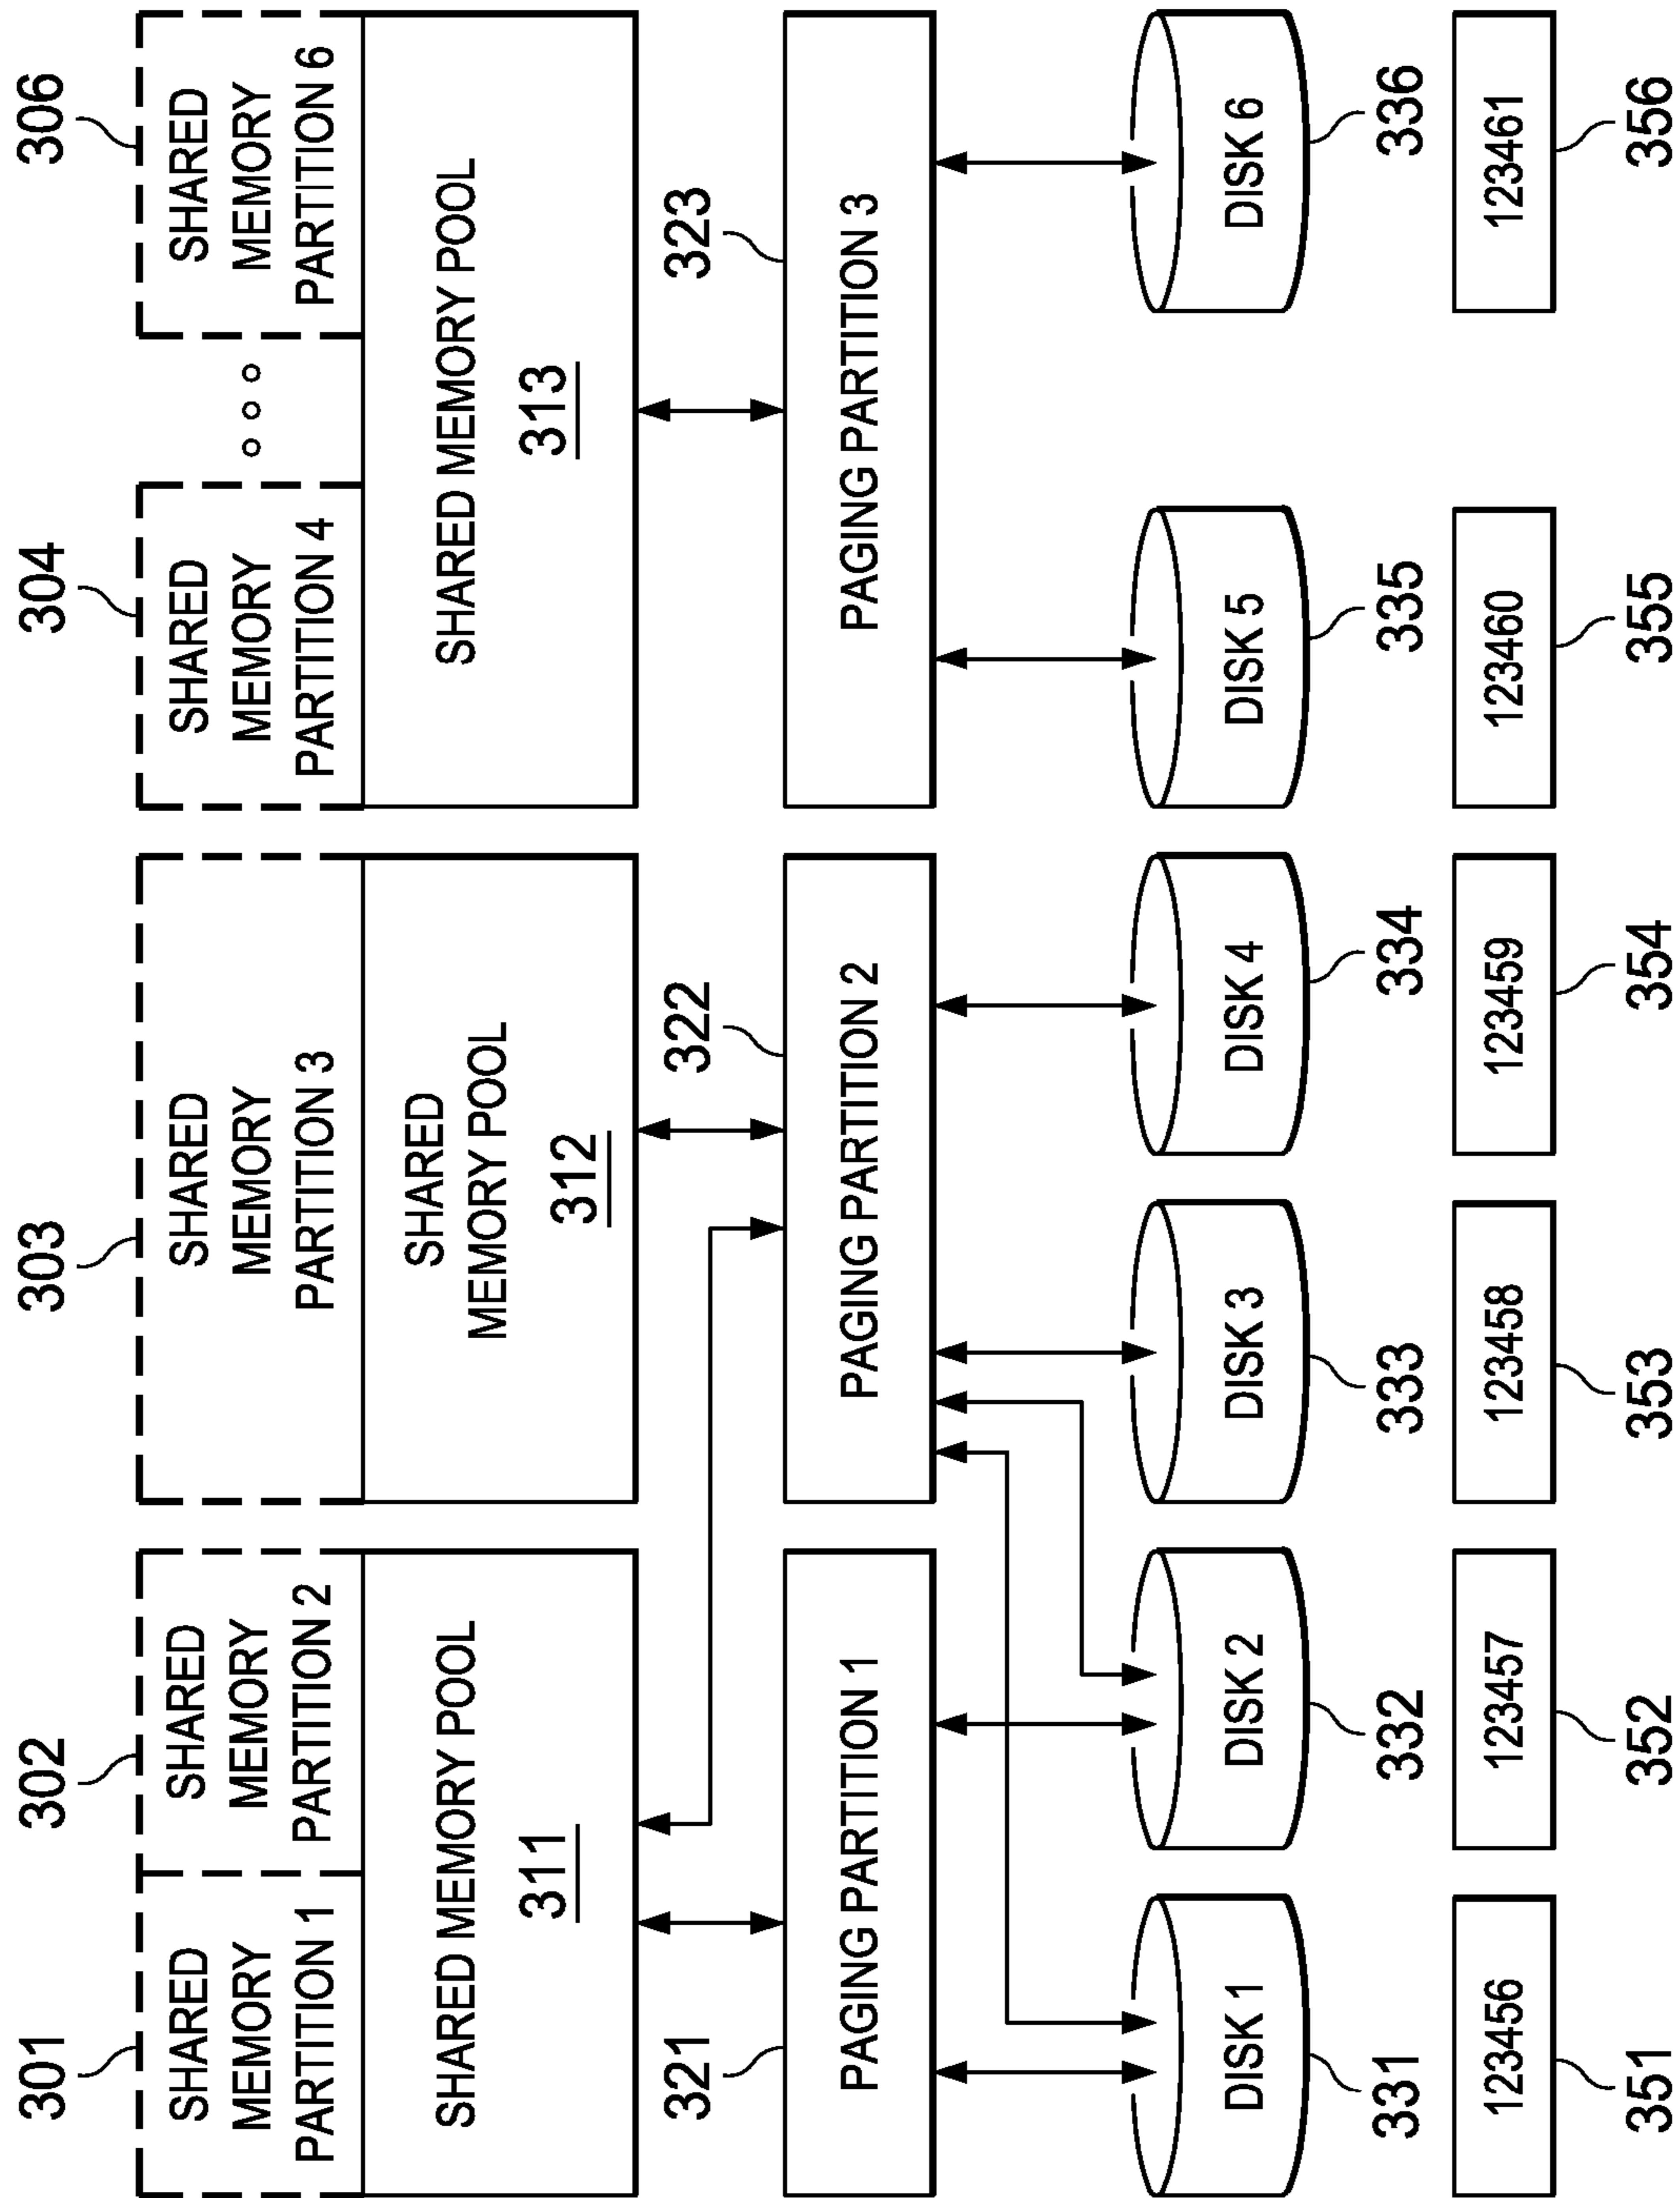 301
302
303
304
306
SHARED
MEMORY
PARTITION 1
SHARED
MEMORY
PARTITION 2
SHARED
MEMORY
PARTITION 3
SHARED
MEMORY
PARTITION 4
SHARED
MEMORY
PARTITION 6
SHARED MEMORY POOL
311
SHARED
MEMORY POOL
312
SHARED MEMORY POOL
313
321
322
323
PAGING PARTITION 1
PAGING PARTITION 2
PAGING PARTITION 3
DISK 1
DISK 2
DISK 3
DISK 4
DISK 5
DISK 6
331
332
333
334
335
336
123456
123457
123458
123459
123460
123461
351
352
353
354
355
356